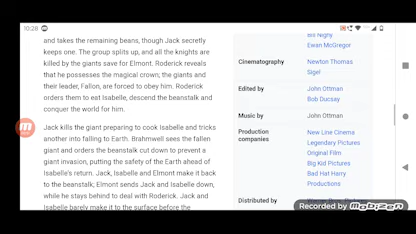 10:28
and takes the remaining beans, though Jack secretly
keeps one. The group splits up, and all the knights are
killed by the giants save for Elmont. Roderick reveals
that he possesses the magical crown; the giants and
their leader, Fallon, are forced to obey him. Roderick
orders them to eat Isabelle, descend the beanstalk and
conquer the world for him.
Jack kills the giant preparing to cook Isabelle and tricks
another into falling to Earth. Brahmwell sees the fallen
giant and orders the beanstalk cut down to prevent a
giant invasion, putting the safety of the Earth ahead of
Isabelle's return. Jack, Isabelle and Elmont make it back
to the beanstalk; Elmont sends Jack and Isabelle down,
while he stays behind to deal with Roderick. Jack and
Isabelle barely make it to the surface before the
Bill Nighy
Ewan McGregor
Cinematography
Newton Thomas
Sigel
Edited by
John Ottman
Bob Ducsay
Music by
John Ottman
Production
companies
New Line Cinema
Legendary Pictures
Original Film
Big Kid Pictures
Bad Hat Harry
Productions
Distributed by
Recorded by
MOBIZEN